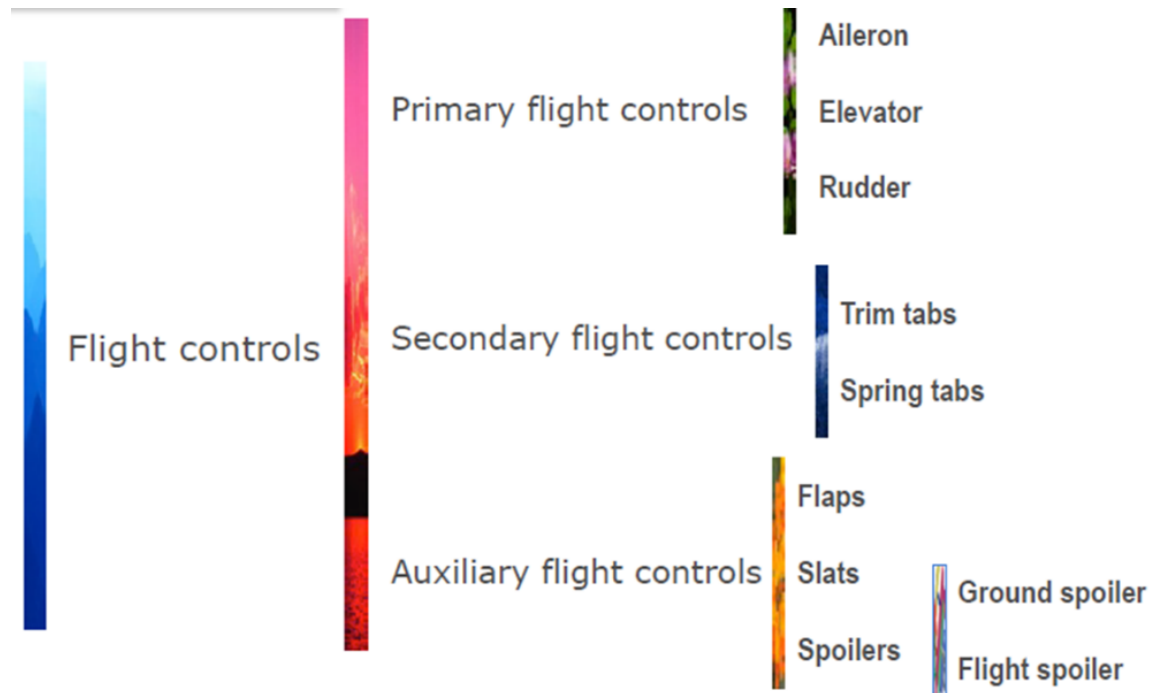 Flight controls
Primary flight controls
Aileron
Elevator
Rudder
Secondary flight controls
Trim tabs
Spring tabs
Auxiliary flight controls
Flaps
Slats
Spoilers
Ground spoiler
Flight spoiler